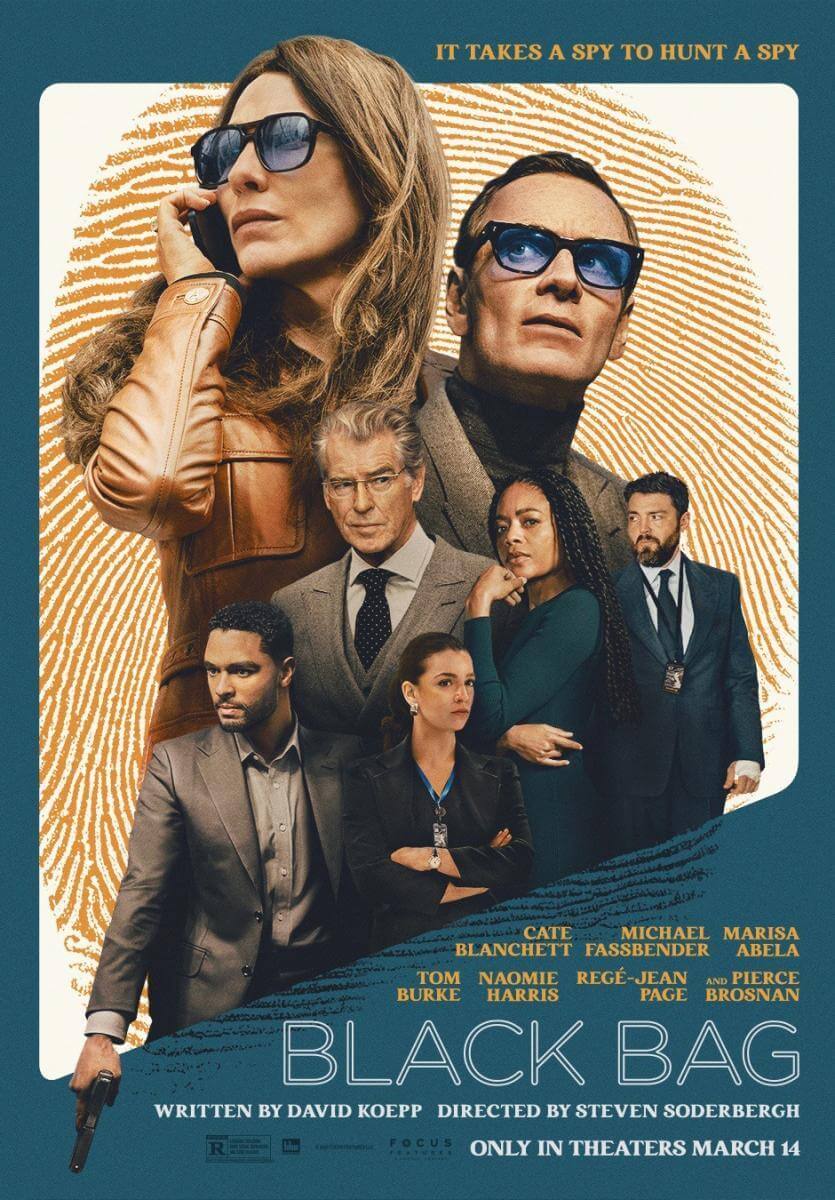 IT TAKES A SPY TO HUNT A SPY
CATE BLANCHETT MICHAEL FASSBENDER MARISA ABELA
TOM BURKE NAOMIE HARRIS REGÉ-JEAN PAGE AND PIERCE BROSNAN
BLACK BAG
WRITTEN BY DAVID KOEPP DIRECTED BY STEVEN SODERBERGH
R
FOCUS
FEATURES
ONLY IN THEATERS MARCH 14